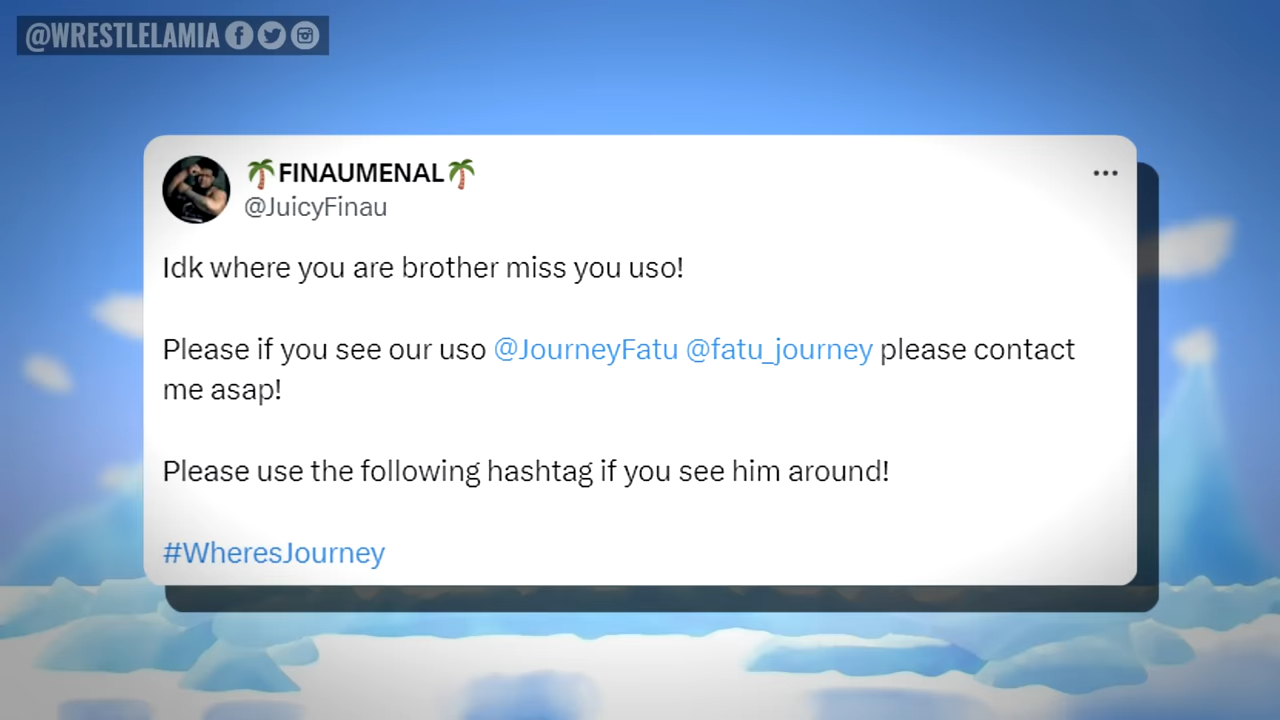 @WRESTLELAMIA
🌴FINAUMENAL🌴
@JuicyFinau
Idk where you are brother miss you uso!
Please if you see our uso @JourneyFatu @fatu_journey please contact
me asap!
Please use the following hashtag if you see him around!
#WheresJourney